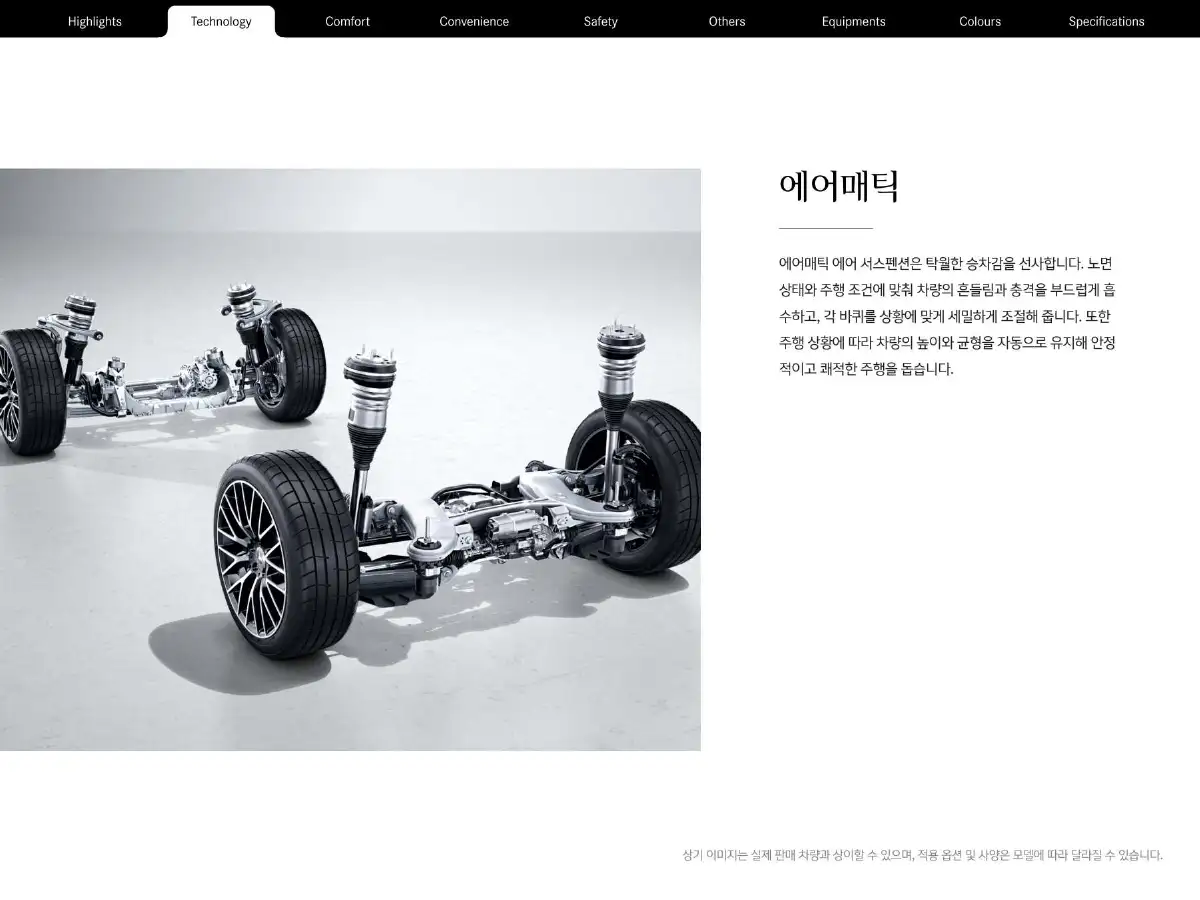 Highlights Technology Comfort Convenience Safety Others Equipments Colours Specifications
에어매틱
에어매틱 에어 서스펜션은 탁월한 승차감을 선사합니다. 노면
상태와 주행 조건에 맞춰 차량의 흔들림과 충격을 부드럽게 흡
수하고, 각 바퀴를 상황에 맞게 세밀하게 조절해 줍니다. 또한
주행 상황에 따라 차량의 높이와 균형을 자동으로 유지해 안정
적이고 쾌적한 주행을 돕습니다.
상기 이미지는 실제 판매 차량과 상이할 수 있으며, 적용 옵션 및 사양은 모델에 따라 달라질 수 있습니다.